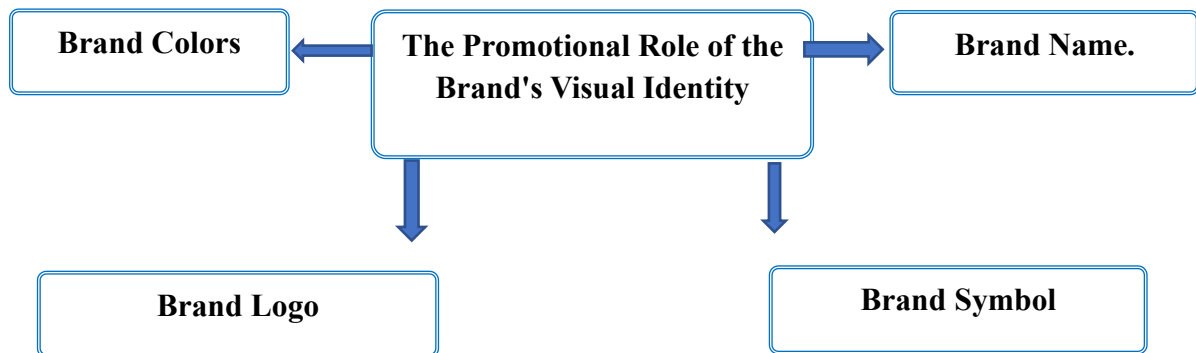 Brand Colors
The Promotional Role of the
Brand's Visual Identity
Brand Name.
Brand Logo
Brand Symbol